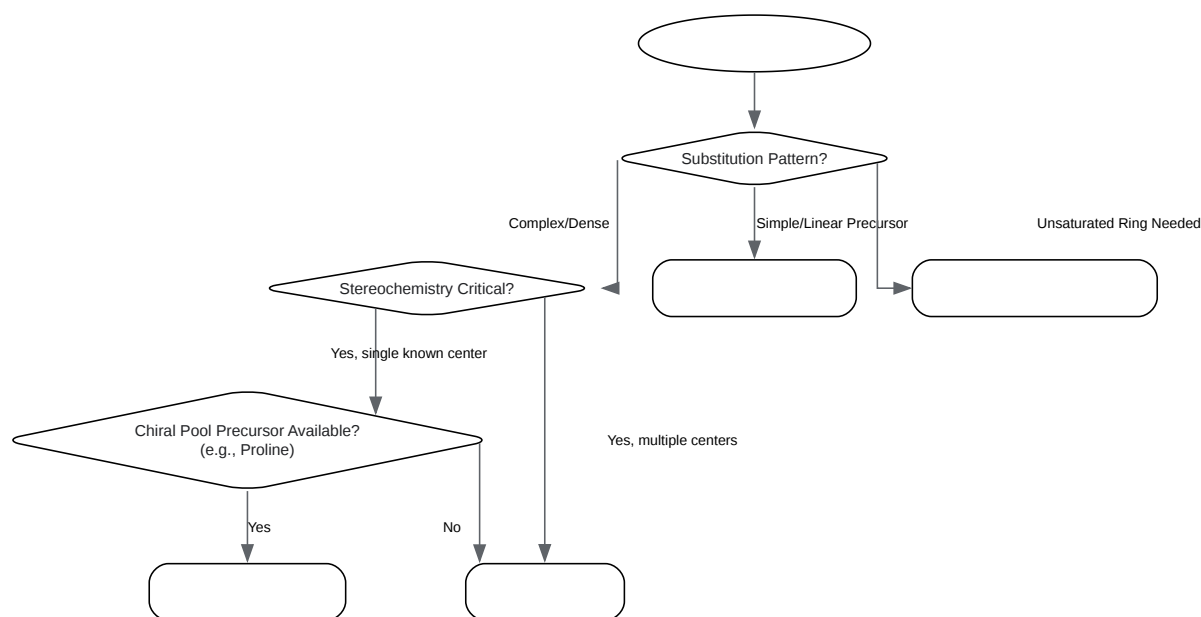 Substitution Pattern?
Complex/Dense
Simple/Linear Precursor
Unsaturated Ring Needed
Stereochemistry Critical?
Yes, single known center
Chiral Pool Precursor Available?
(e.g., Proline)
Yes, multiple centers
Yes
No